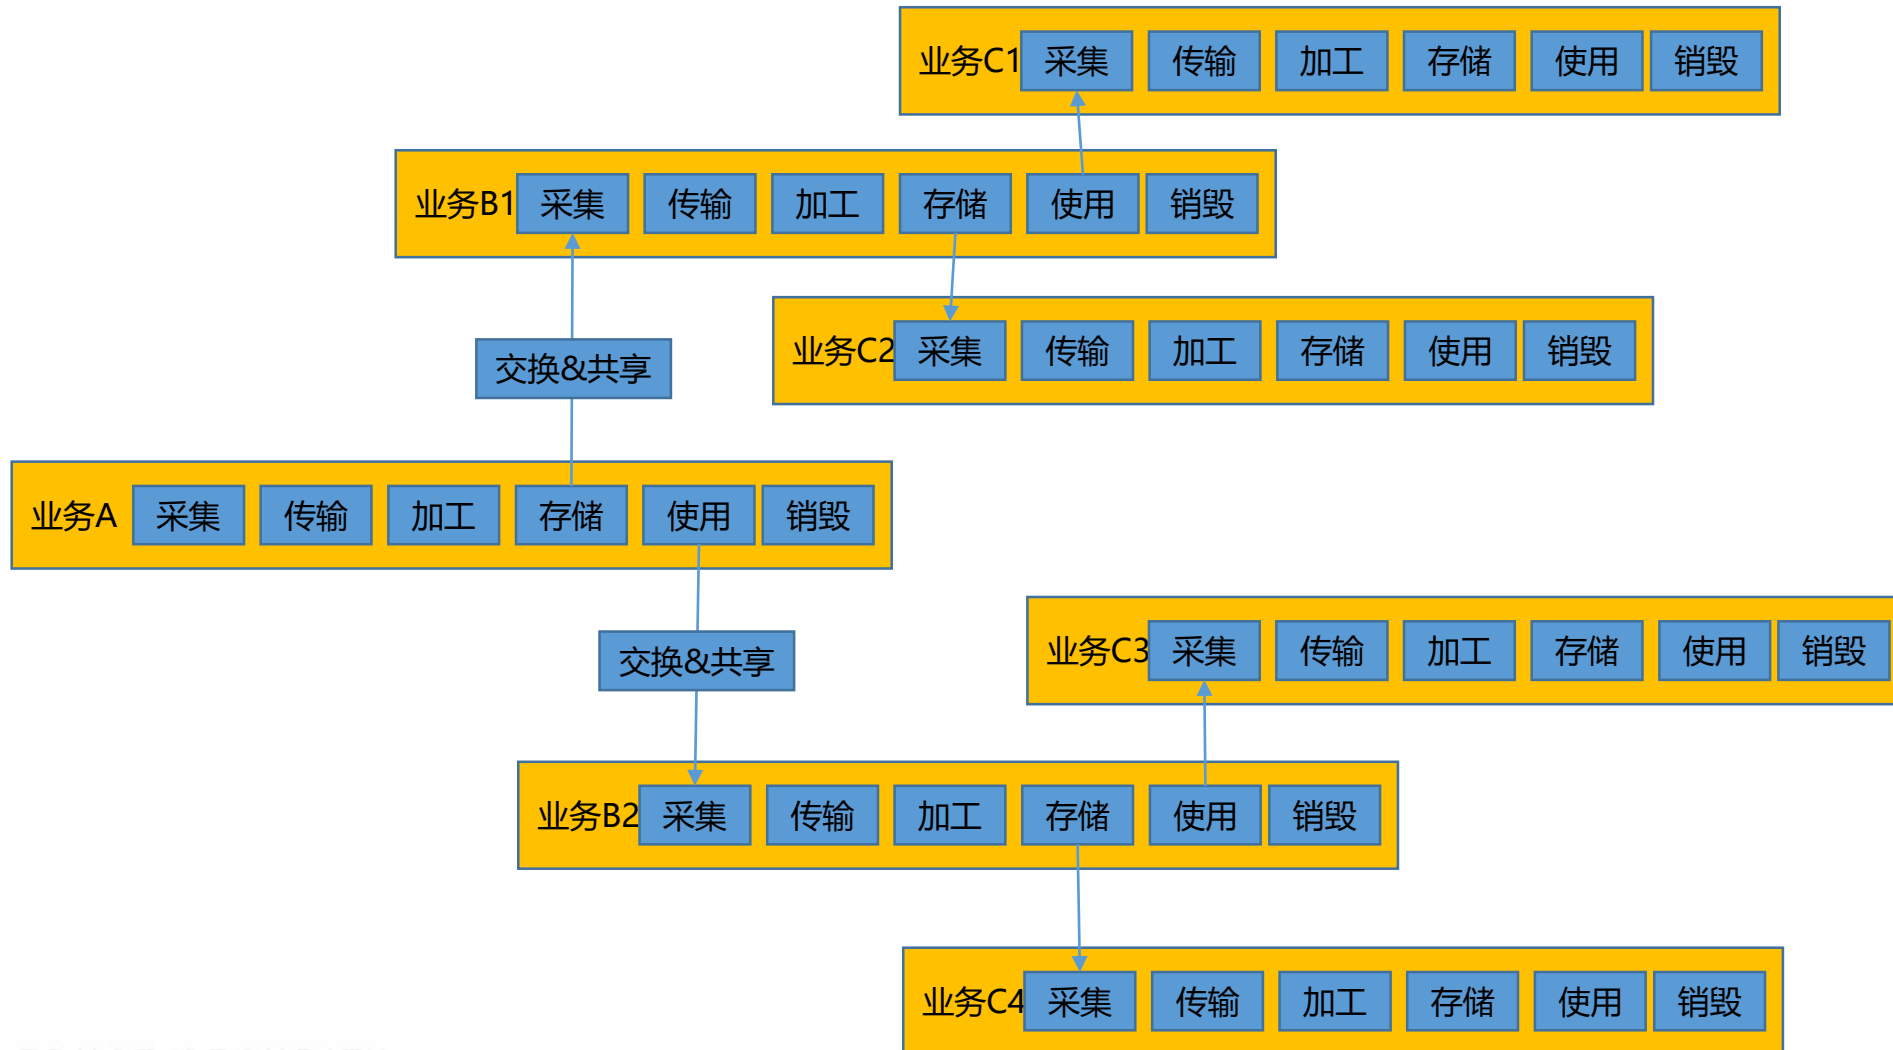 业务C1 采集 传输 加工 存储 使用 销毁
业务B1 采集 传输 加工 存储 使用 销毁
业务C2 采集 传输 加工 存储 使用 销毁
交换&共享
业务A 采集 传输 加工 存储 使用 销毁
交换&共享
业务C3 采集 传输 加工 存储 使用 销毁
业务B2 采集 传输 加工 存储 使用 销毁
业务C4 采集 传输 加工 存储 使用 销毁